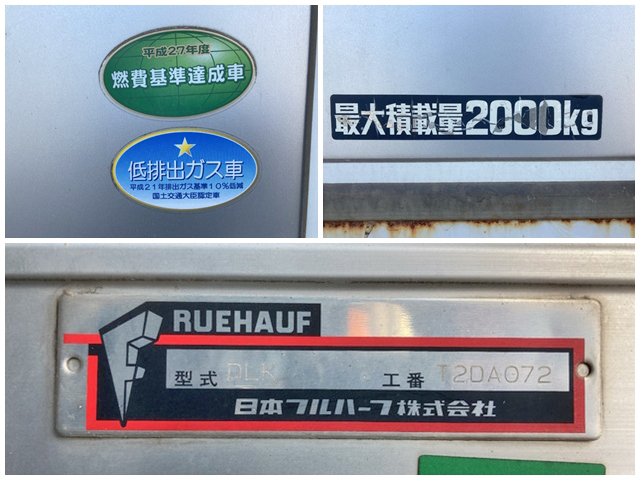 平成27年度
燃費基準達成車
低排出ガス車
平成21年排出ガス基準10%低減
国土交通大臣認定車
最大積載量2000kg
RUEHAUF
型式 DLK 工番 T2DA072
日本フルハーフ株式会社